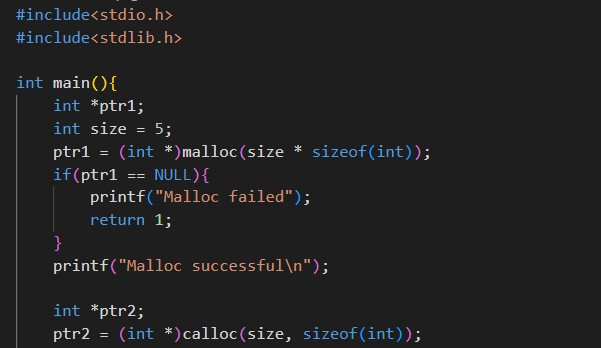 #include<stdio.h>
#include<stdlib.h>
int main(){
int *ptr1;
int size = 5;
ptr1 = (int *)malloc(size * sizeof(int));
if(ptr1 == NULL){
printf("Malloc failed");
return 1;
}
printf("Malloc successful\n");
int *ptr2;
ptr2 = (int *)calloc(size, sizeof(int));